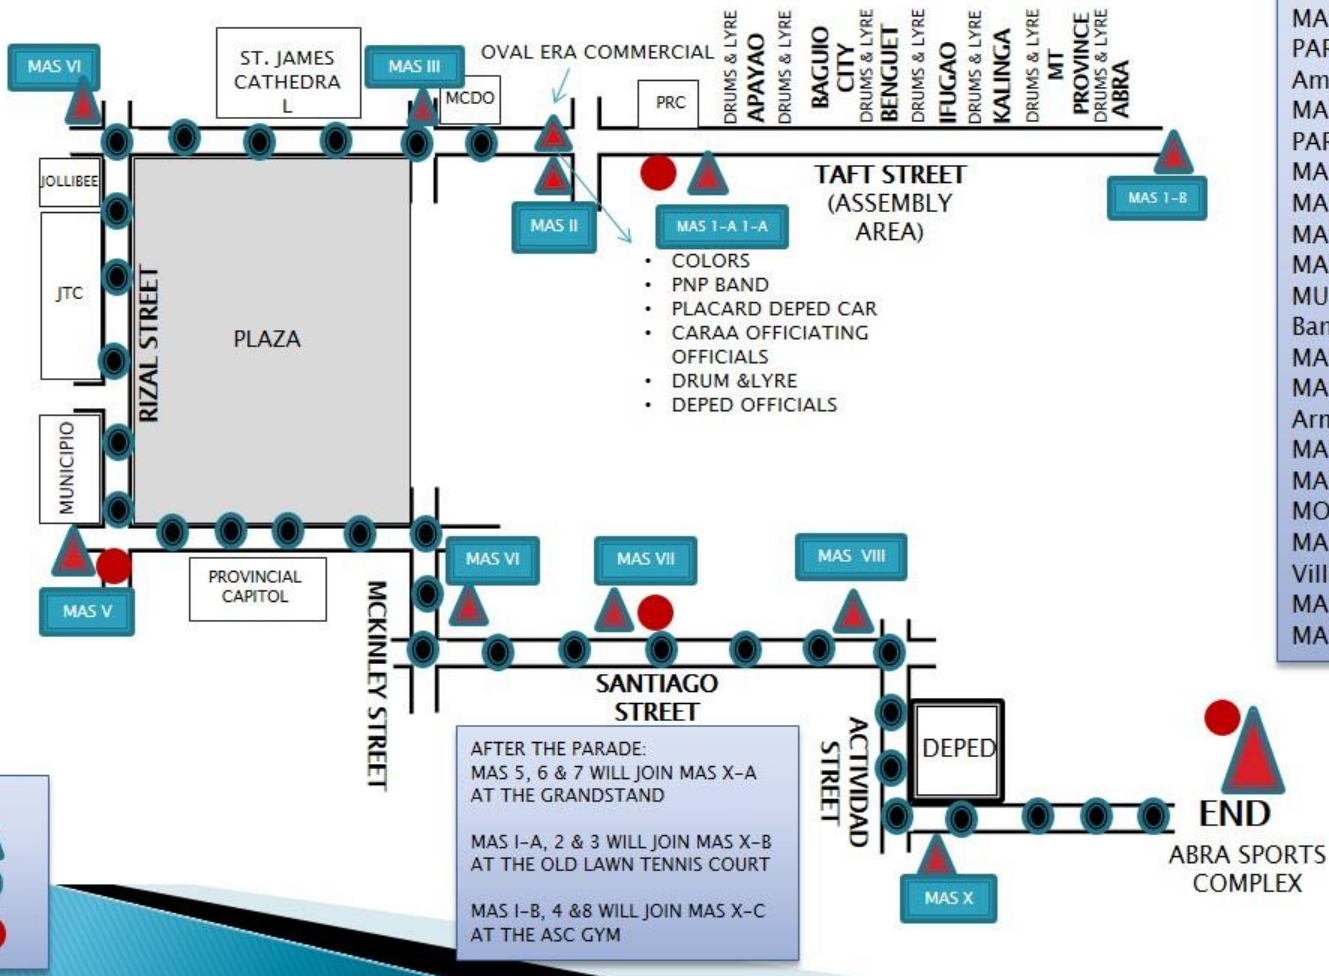 MAS VI
ST. JAMES
CATHEDRA
L
MAS III
MCDO
OVAL ERA COMMERCIAL
PRC
DRUMS & LYRE
APAYAO
DRUMS & LYRE
BAGUIO
CITY
DRUMS & LYRE
BENGUET
DRUMS & LYRE
IFUGAO
DRUMS & LYRE
KALINGA
DRUMS & LYRE
MT
PROVINCE
DRUMS & LYRE
ABRA
JOLLIBEE
JTC
MUNICIPIO
RIZAL STREET
PLAZA
MAS II
MAS 1-A 1-A
TAFT STREET
(ASSEMBLY
AREA)
MAS 1-B
• COLORS
• PNP BAND
• PLACARD DEPED CAR
• CARAA OFFICIATING
OFFICIALS
• DRUM &LYRE
• DEPED OFFICIALS
MAS V
PROVINCIAL
CAPITOL
MCKINLEY STREET
MAS VI
MAS VII
MAS VIII
SANTIAGO
STREET
ACTIVIDAD
STREET
DEPED
MAS X
END
ABRA SPORTS
COMPLEX
AFTER THE PARADE:
MAS 5, 6 & 7 WILL JOIN MAS X-A
AT THE GRANDSTAND
MAS I-A, 2 & 3 WILL JOIN MAS X-B
AT THE OLD LAWN TENNIS COURT
MAS I-B, 4 &8 WILL JOIN MAS X-C
AT THE ASC GYM